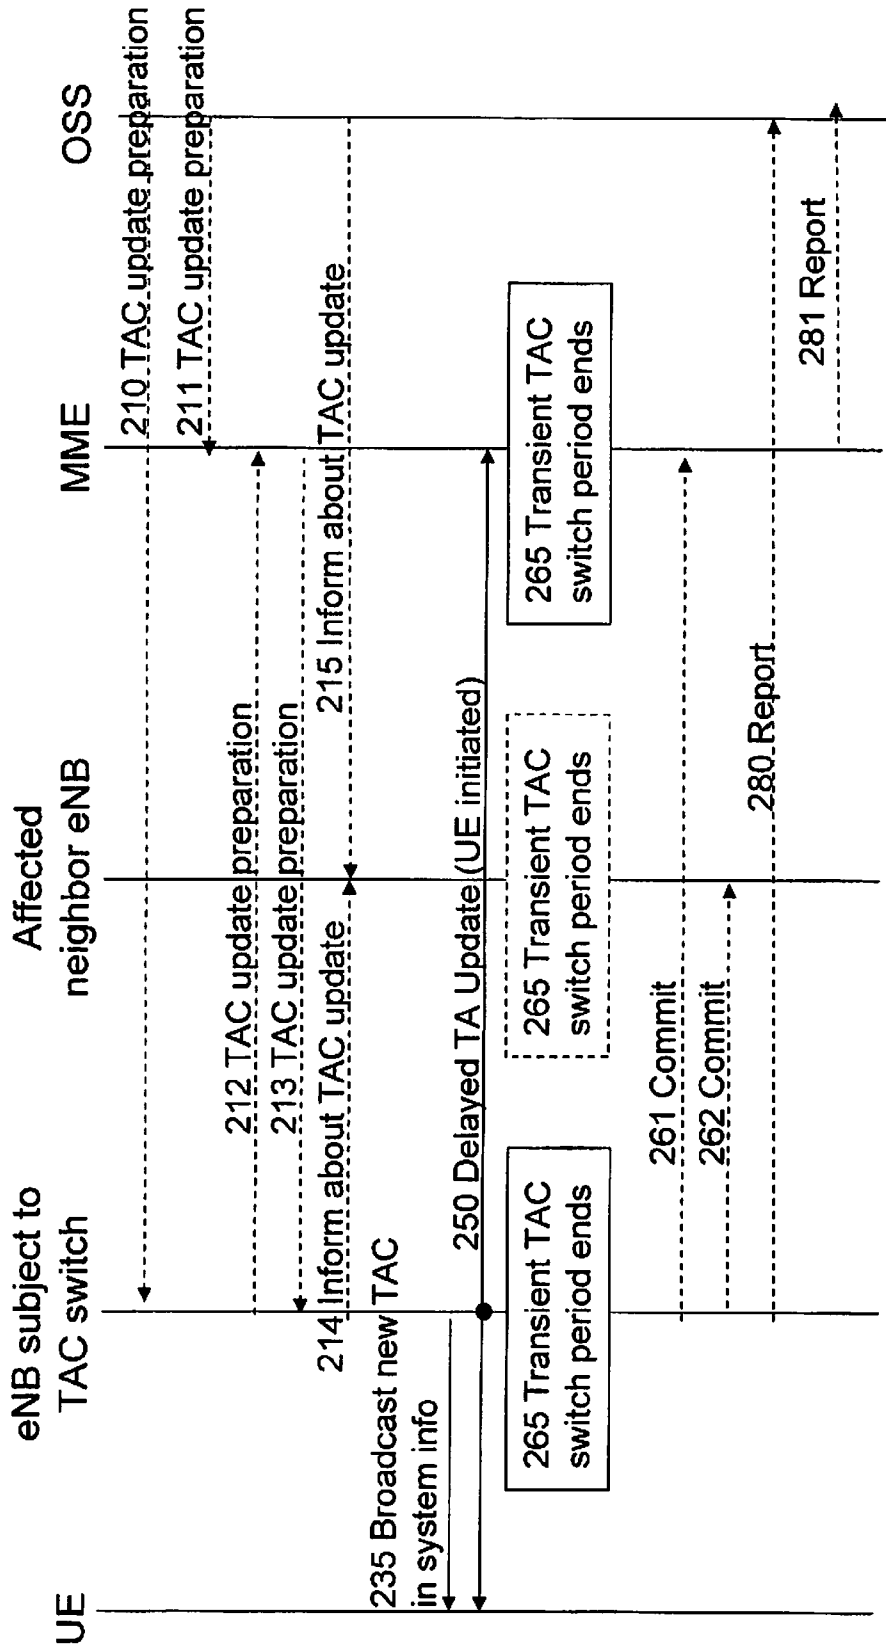 UE
eNB subject to
TAC switch
Affected
neighbor eNB
MME
OSS
210 TAC update preparation
211 TAC update preparation
212 TAC update preparation
213 TAC update preparation
214 Inform about TAC update
215 Inform about TAC update
235 Broadcast new TAC
in system info
250 Delayed TA Update (UE initiated)
265 Transient TAC
switch period ends
265 Transient TAC
switch period ends
265 Transient TAC
switch period ends
261 Commit
262 Commit
280 Report
281 Report